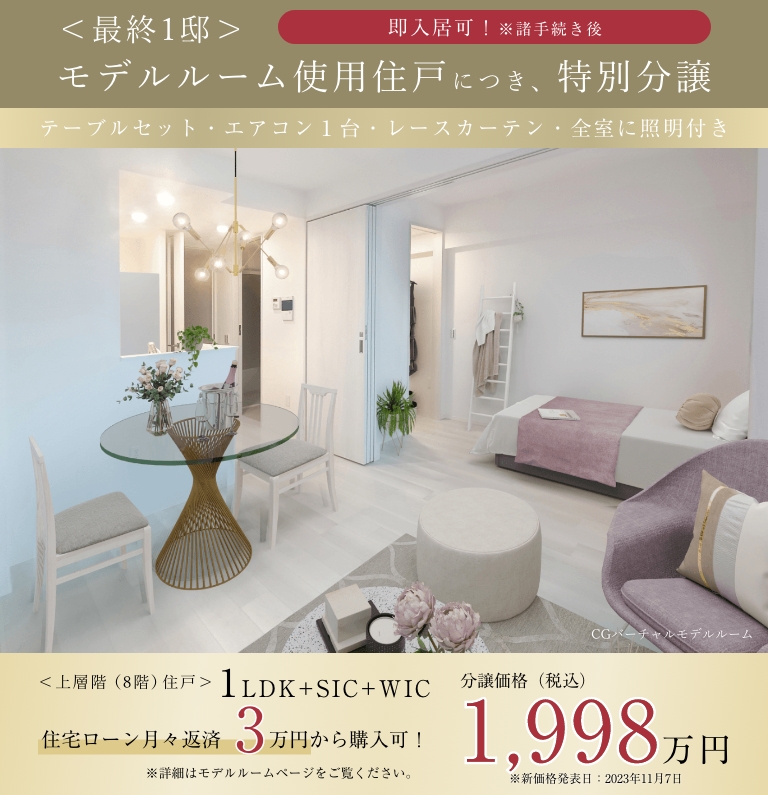 ＜最終1邸＞
即入居可！※諸手続き後
モデルルーム使用住戸につき、特別分譲
テーブルセット・エアコン１台・レースカーテン・全室に照明付き
CGバーチャルモデルルーム
＜上層階（8階）住戸＞1LDK+SIC+WIC
住宅ローン月々返済 3万円から購入可！
※詳細はモデルルームページをご覧ください。
分譲価格（税込）
1,998万円
※新価格発表日：2023年11月7日